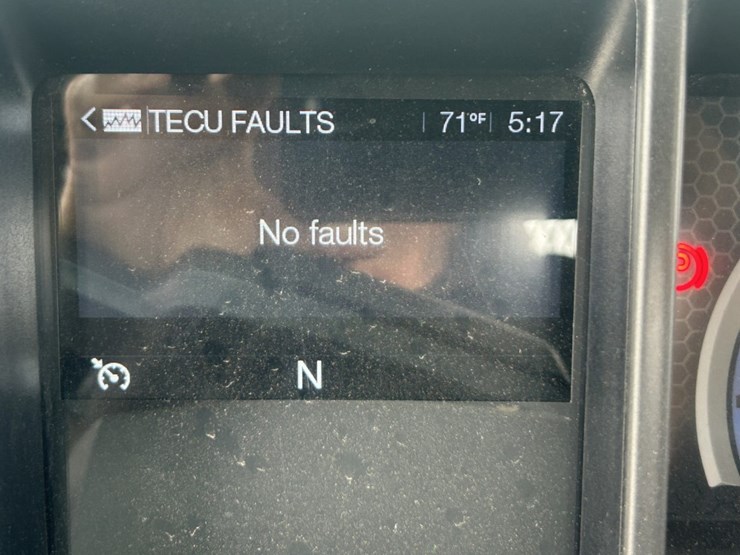 < TECU FAULTS | 71°F | 5:17
No faults
N